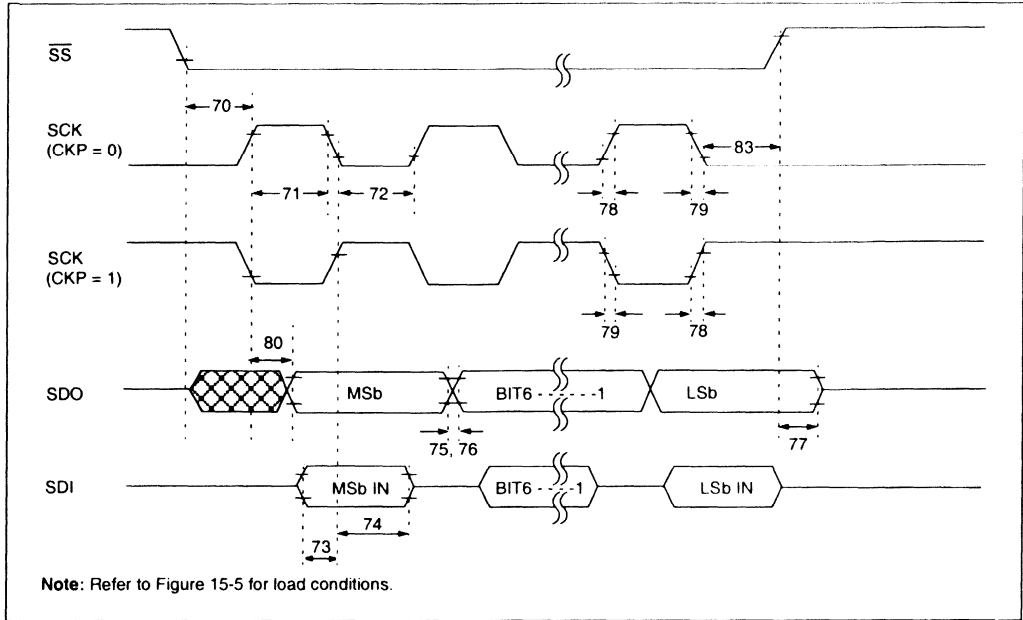 SS
70
SCK
(CKP = 0)
83
71
72
78
79
SCK
(CKP = 1)
79
78
80
SDO
MSb
BIT6 - - - - - -1
LSb
75, 76
77
SDI
MSb IN
BIT6 - - - -1
LSb IN
74
73
Note: Refer to Figure 15-5 for load conditions.